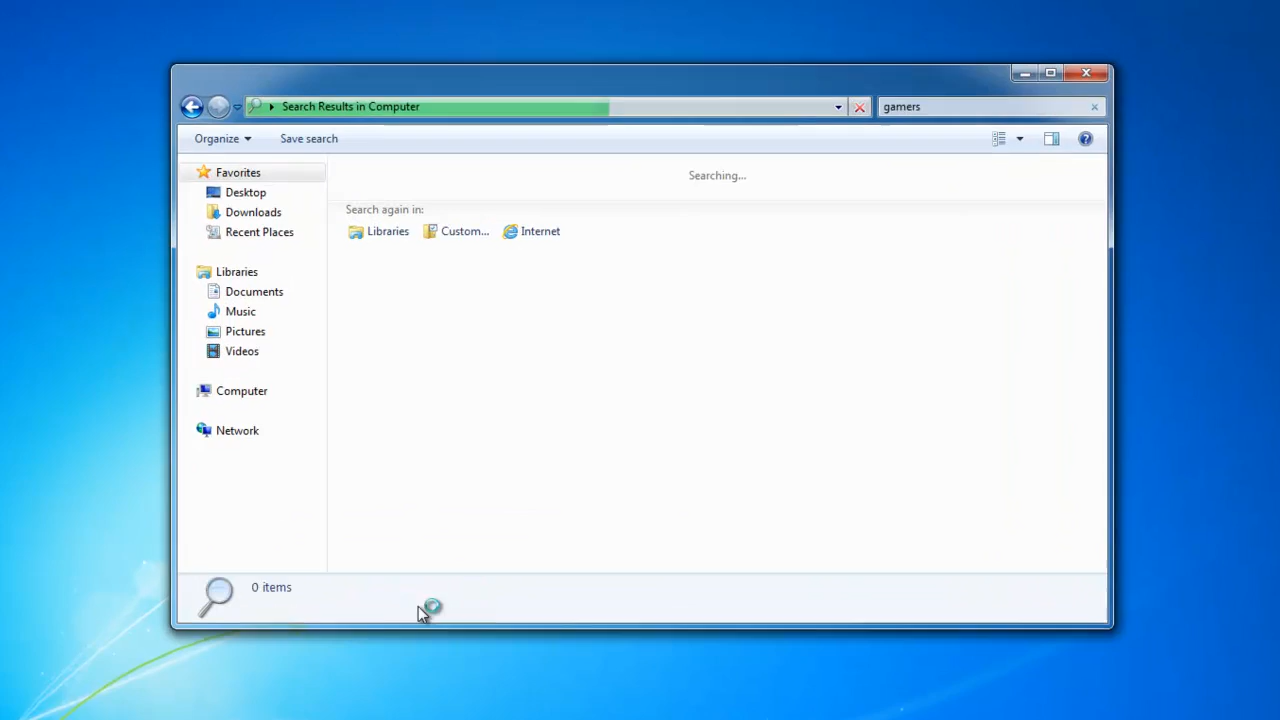 Search Results in Computer
gamers
Organize
Save search
Favorites
Desktop
Downloads
Recent Places
Libraries
Documents
Music
Pictures
Videos
Computer
Network
Searching...
Search again in:
Libraries
Custom...
Internet
0 items